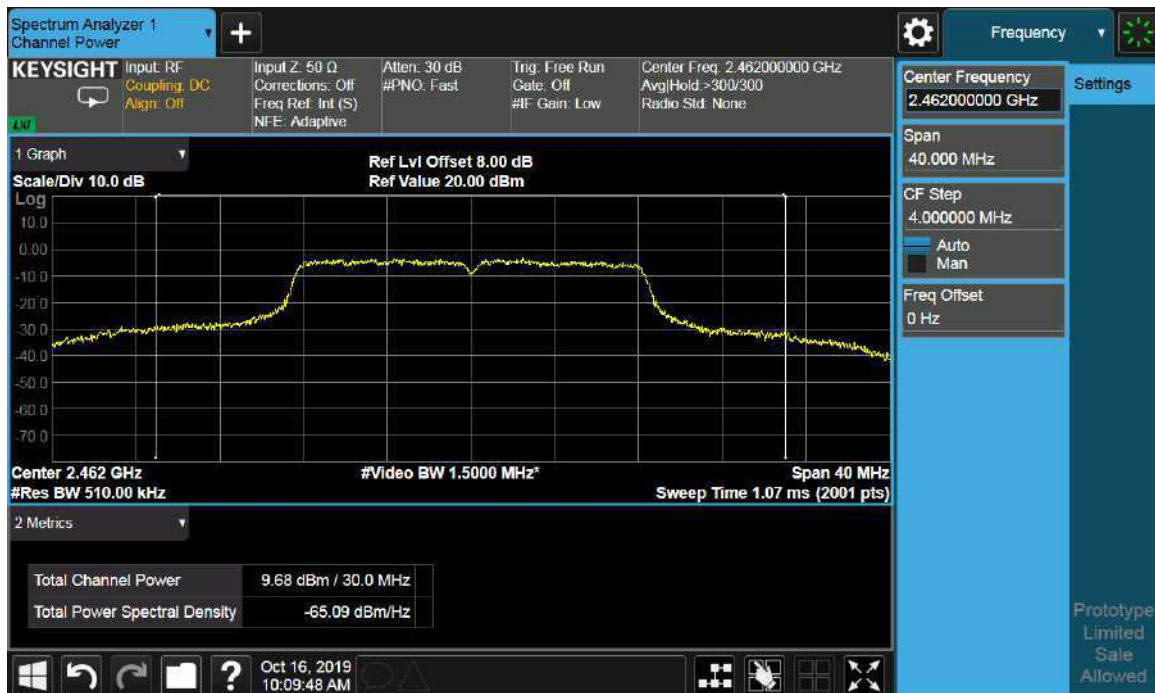 Spectrum Analyzer 1
Channel Power
Frequency
KEYSIGHT
Input: RF
Coupling: DC
Align: Off
Input Z: 50 Ω
Corrections: Off
Freq Ref: Int (S)
NFE: Adaptive
Atten: 30 dB
#PNO: Fast
Trig: Free Run
Gate: Off
#IF Gain: Low
Center Freq: 2.462000000 GHz
Avg|Hold:>300/300
Radio Std: None
Center Frequency
2.462000000 GHz
Settings
Span
40.000 MHz
CF Step
4.000000 MHz
Auto
Man
Freq Offset
0 Hz
1 Graph
Scale/Div 10.0 dB
Ref Lvl Offset 8.00 dB
Ref Value 20.00 dBm
Log
10.0
0.00
-10.0
-20.0
-30.0
-40.0
-50.0
-60.0
-70.0
Center 2.462 GHz
#Video BW 1.5000 MHz*
Span 40 MHz
#Res BW 510.00 kHz
Sweep Time 1.07 ms (2001 pts)
2 Metrics
Total Channel Power 9.68 dBm / 30.0 MHz
Total Power Spectral Density -65.09 dBm/Hz
Prototype
Limited
Sale
Allowed
?
Oct 16, 2019
10:09:48 AM